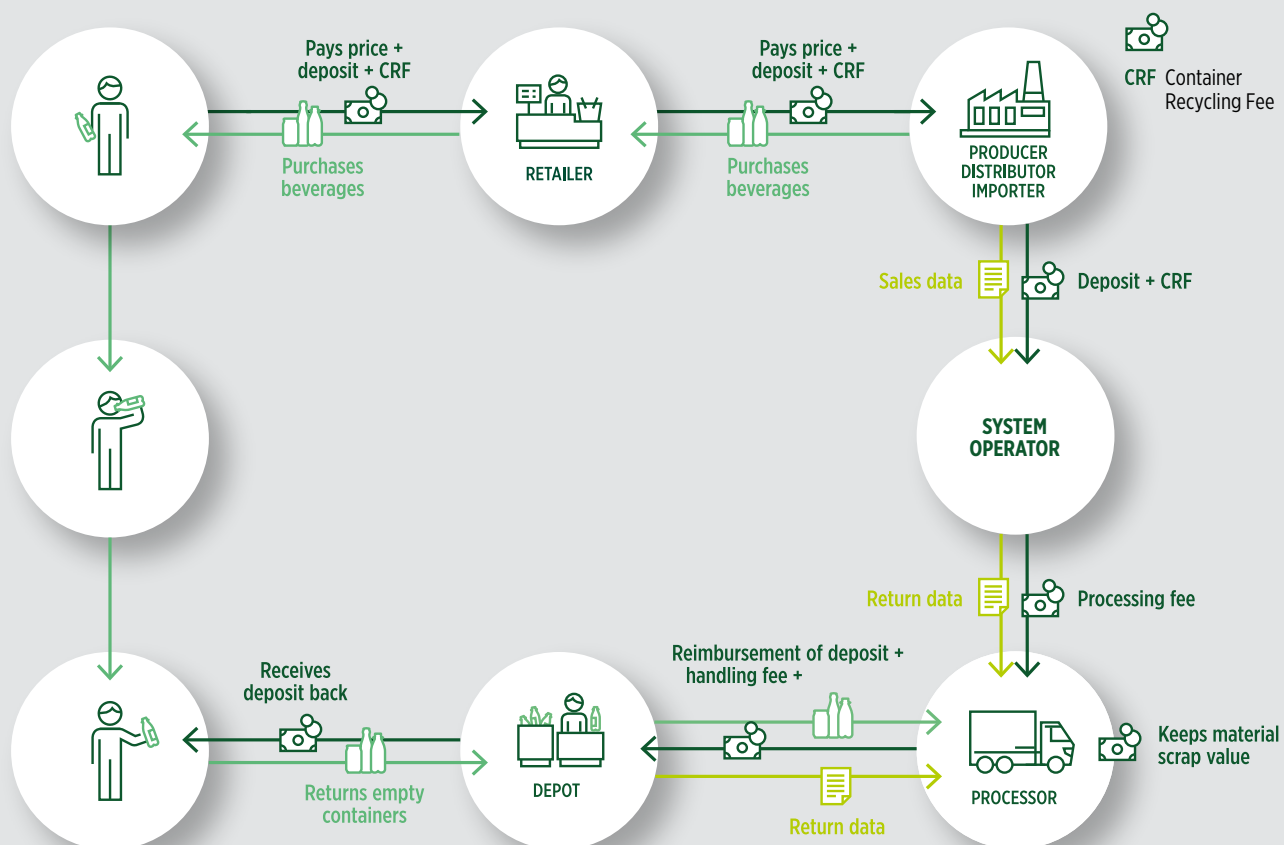 Pays price +
deposit + CRF
Pays price +
deposit + CRF
CRF Container
Recycling Fee
Purchases
beverages
RETAILER
Purchases
beverages
PRODUCER
DISTRIBUTOR
IMPORTER
Sales data
Deposit + CRF
SYSTEM
OPERATOR
Return data
Processing fee
Receives
deposit back
Reimbursement of deposit +
handling fee +
Keeps material
scrap value
Returns empty
containers
DEPOT
PROCESSOR
Return data